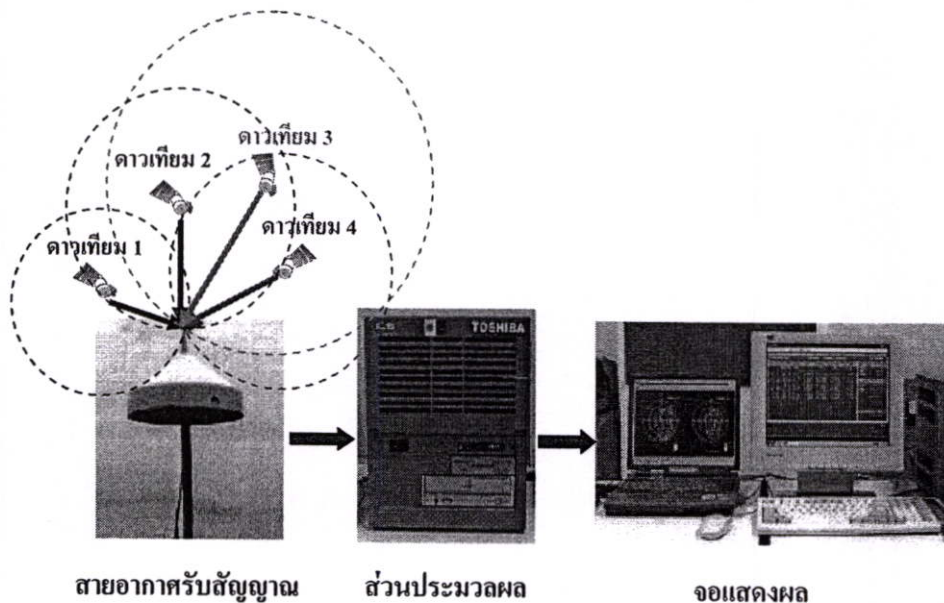 ดาวเทียม 3
ดาวเทียม 2
ดาวเทียม 4
ดาวเทียม 1
TOSHIBA
สายอากาศรับสัญญาณ
ส่วนประมวลผล
จอแสดงผล